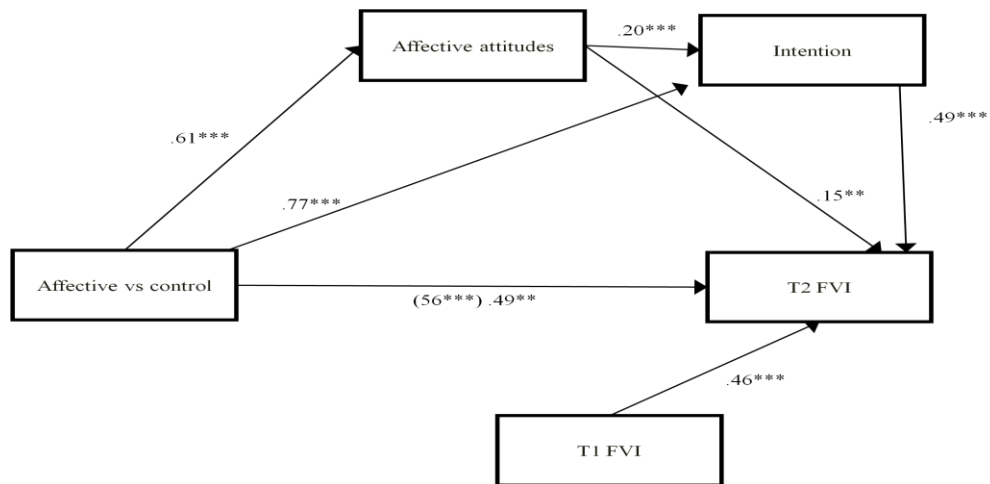 Affective attitudes
.20***
Intention
.61***
.49***
.77***
.15**
Affective vs control
(56***) .49**
T2 FVI
.46***
T1 FVI